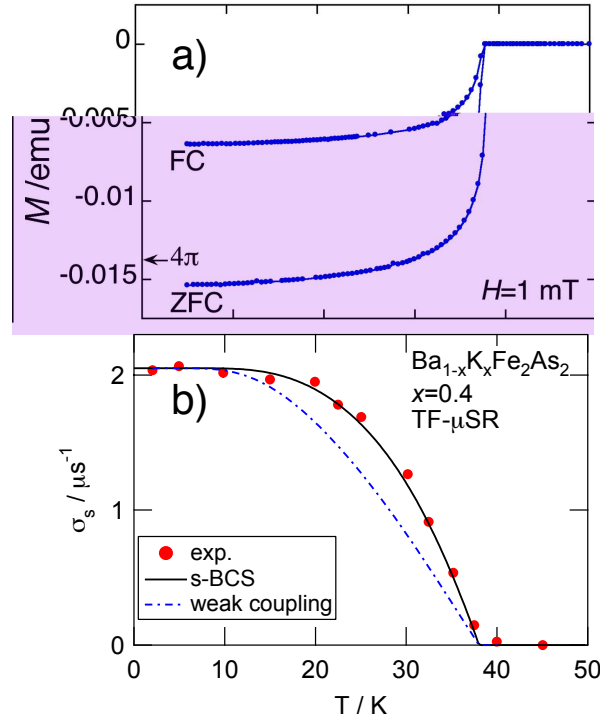 0
a)
-0.005
M /emu
FC
-0.01
4π
-0.015
ZFC
H=1 mT
b)
Ba1-xKxFe2As2
x=0.4
TF-μSR
2
1
0
σs / μs-1
exp.
s-BCS
weak coupling
0 10 20 30 40 50
T / K